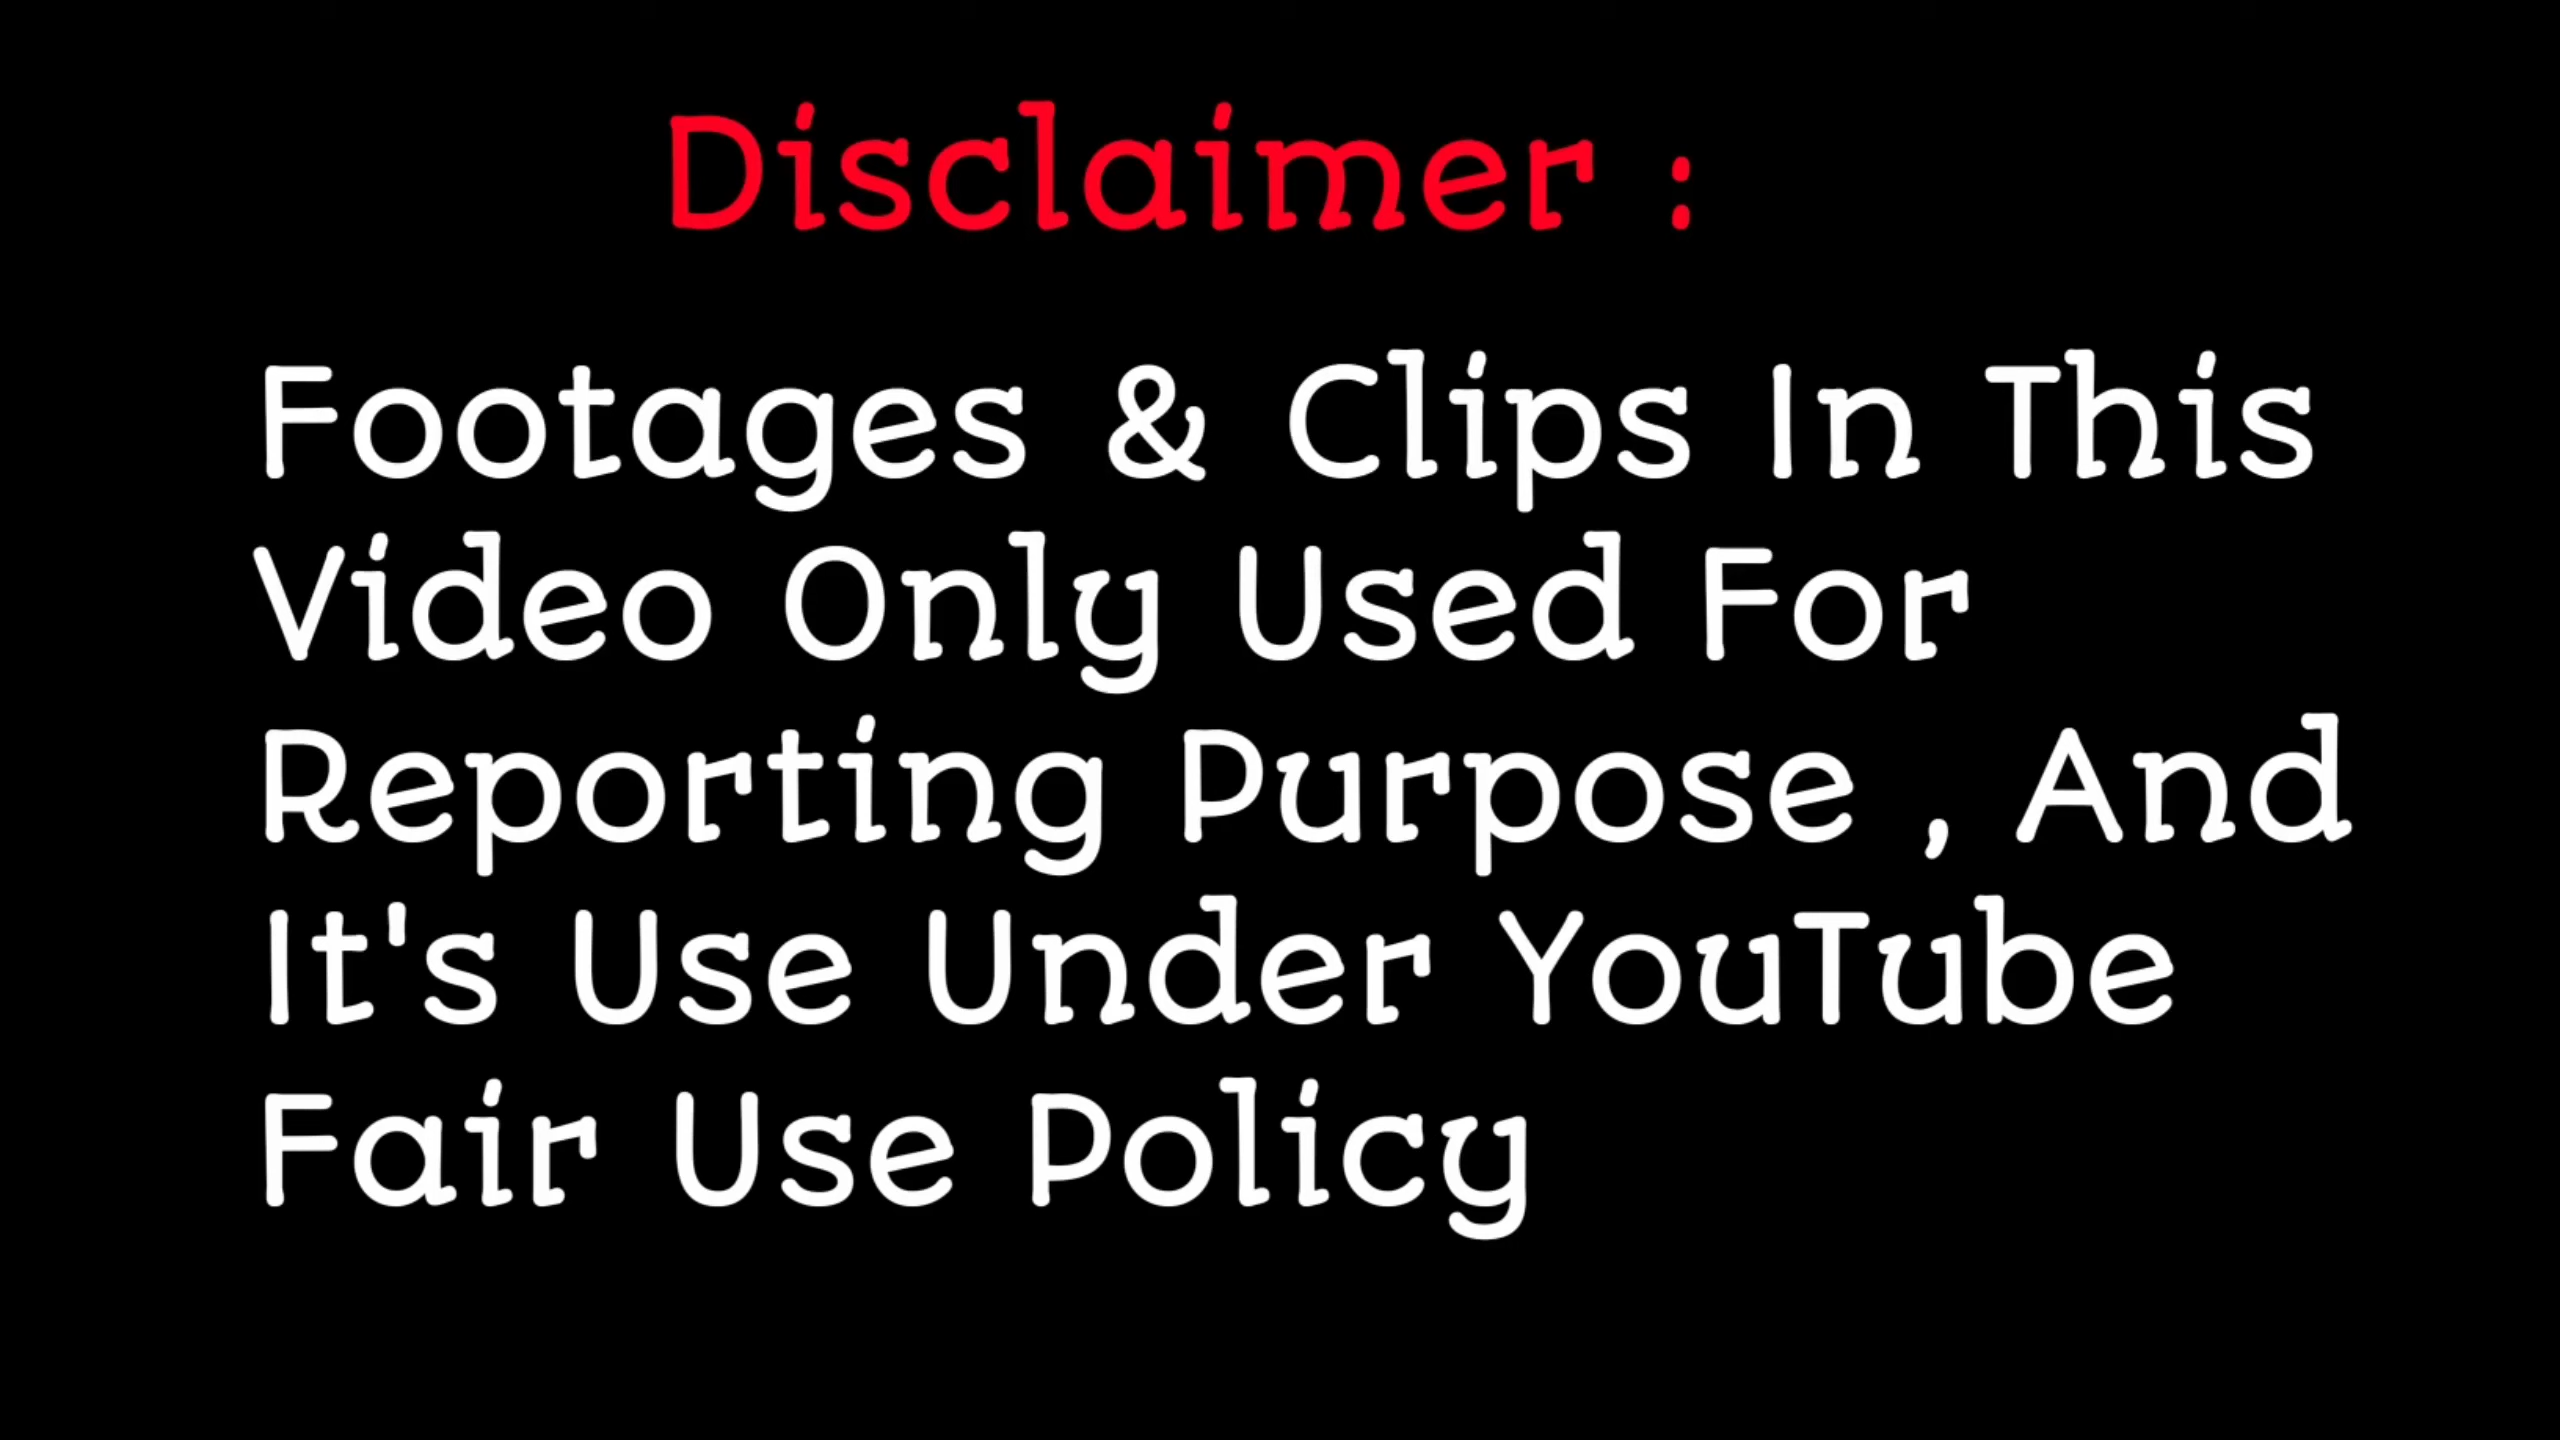 Disclaimer :
Footages & Clips In This
Video Only Used For
Reporting Purpose , And
It's Use Under YouTube
Fair Use Policy